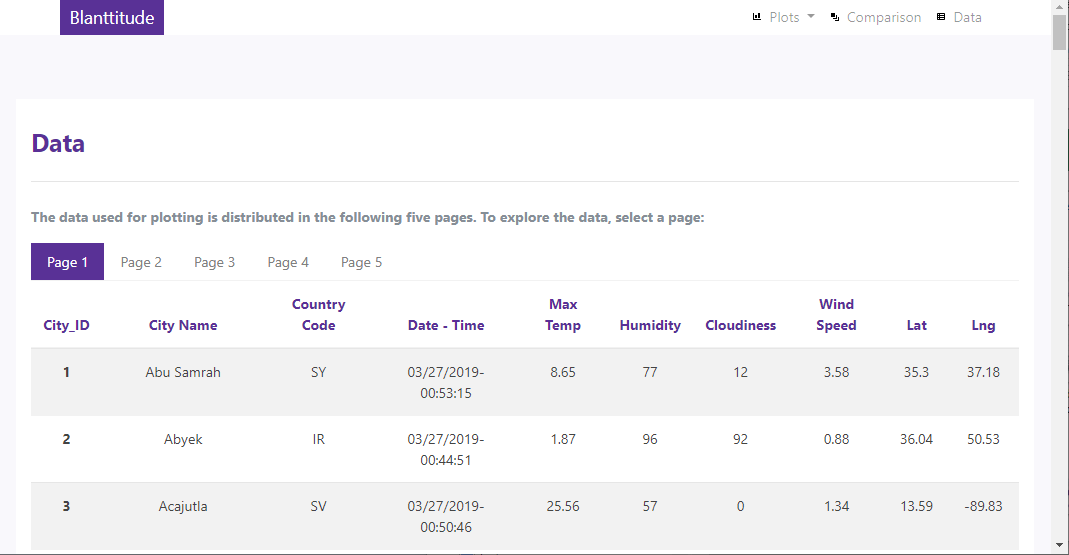 Blanttitude Plots Comparison Data
Data
The data used for plotting is distributed in the following five pages. To explore the data, select a page:
Page 1 Page 2 Page 3 Page 4 Page 5
City_ID City Name Country Code Date - Time Max Temp Humidity Cloudiness Wind Speed Lat Lng
1 Abu Samrah SY 03/27/2019-00:53:15 8.65 77 12 3.58 35.3 37.18
2 Abyek IR 03/27/2019-00:44:51 1.87 96 92 0.88 36.04 50.53
3 Acajutla SV 03/27/2019-00:50:46 25.56 57 0 1.34 13.59 -89.83